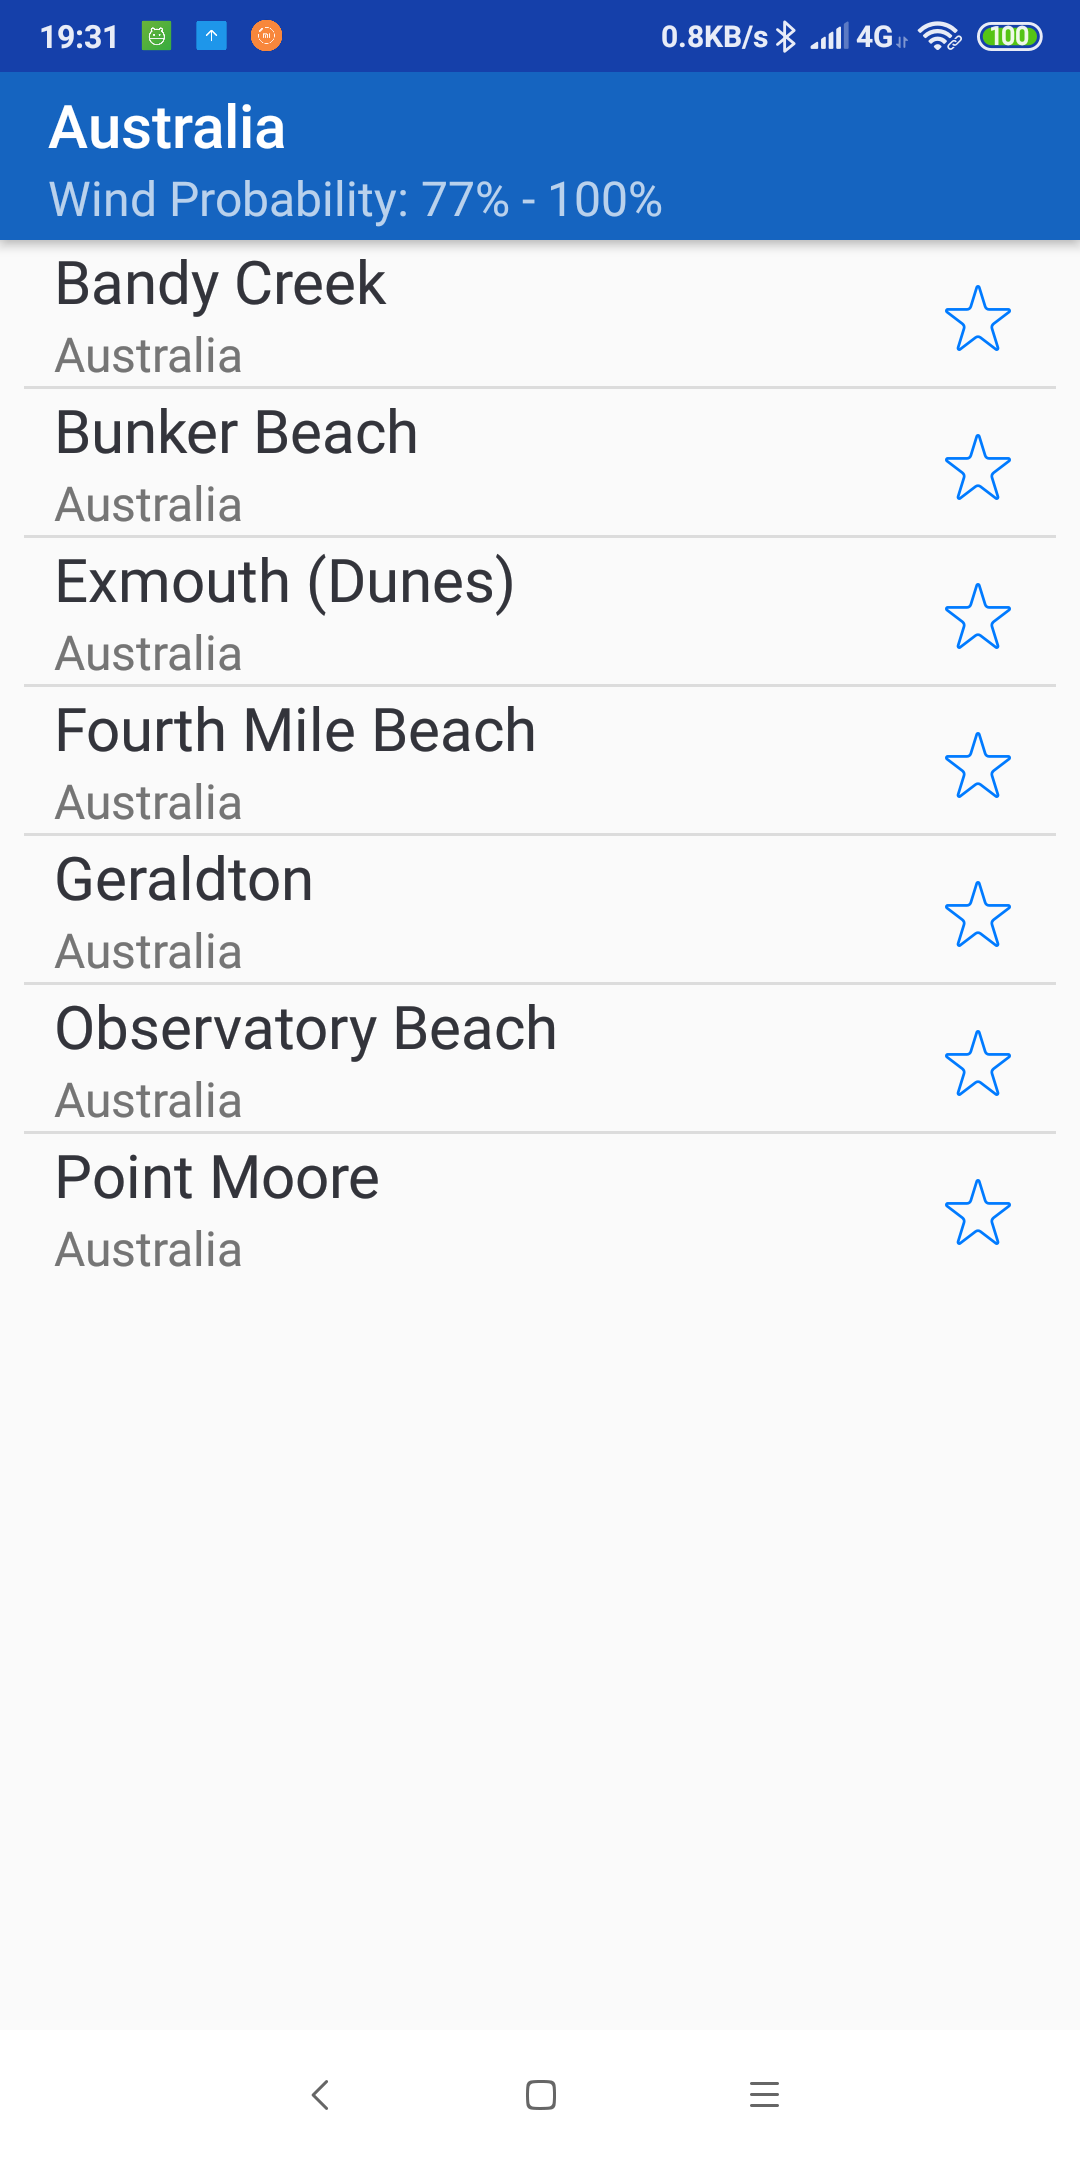 19:31 0.8KB/s 4G 100
Australia
Wind Probability: 77% - 100%
Bandy Creek
Australia
Bunker Beach
Australia
Exmouth (Dunes)
Australia
Fourth Mile Beach
Australia
Geraldton
Australia
Observatory Beach
Australia
Point Moore
Australia